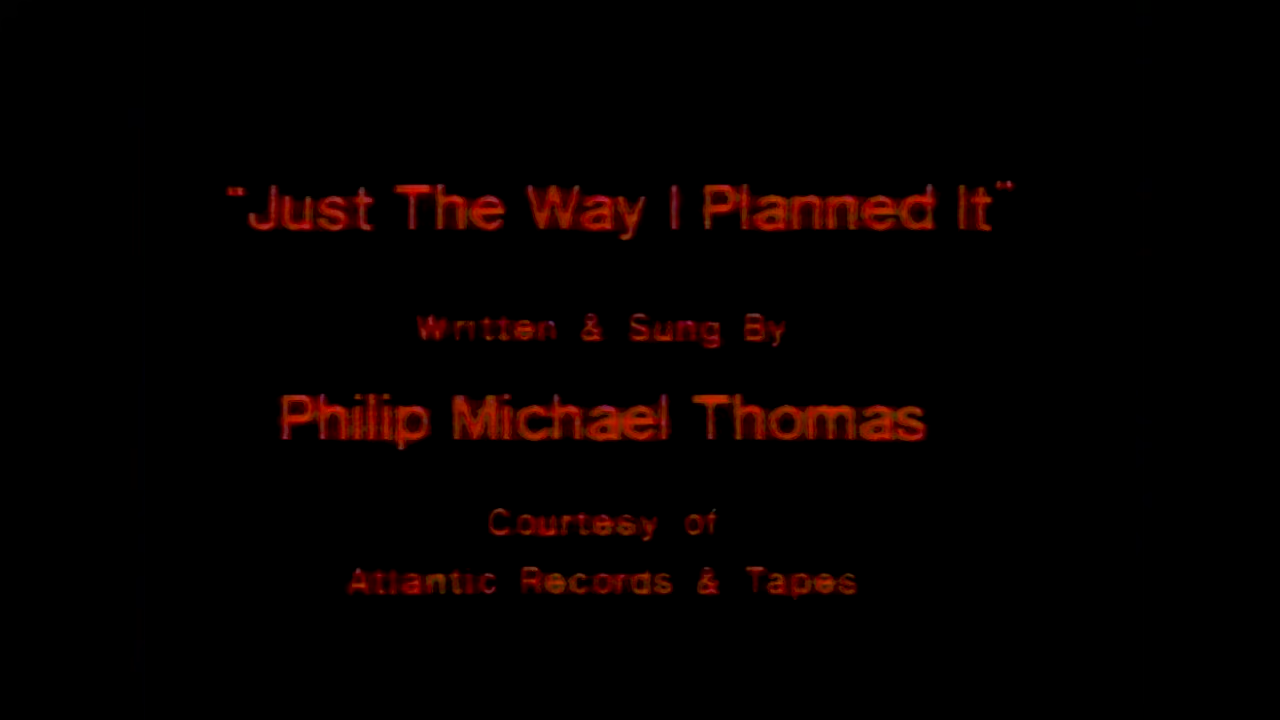 "Just The Way I Planned It"
Written & Sung By
Philip Michael Thomas
Courtesy of
Atlantic Records & Tapes